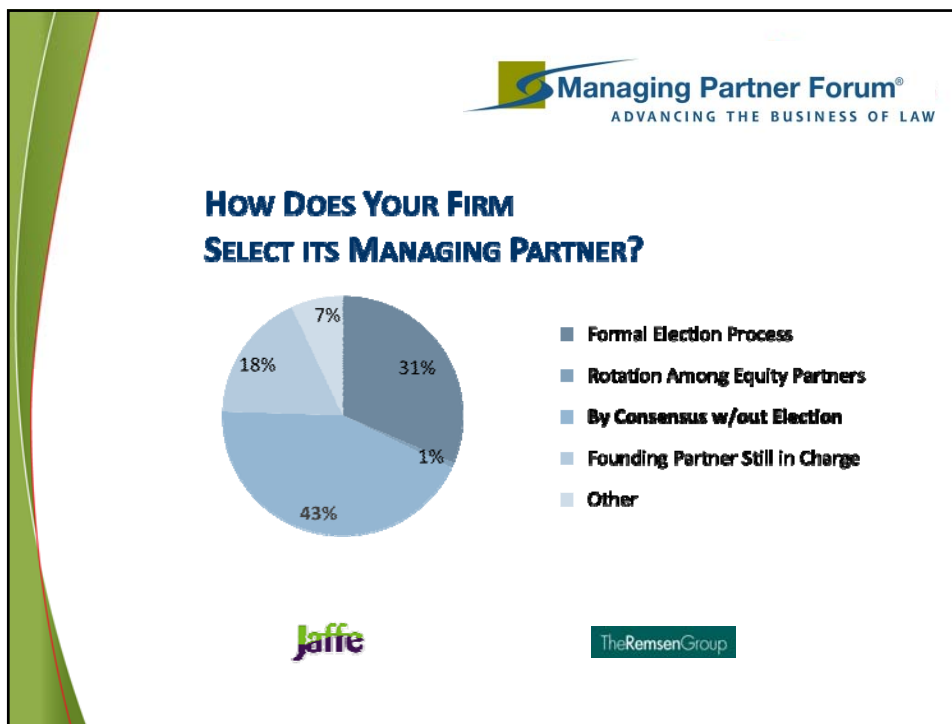 Managing Partner Forum®
ADVANCING THE BUSINESS OF LAW
HOW DOES YOUR FIRM
SELECT ITS MANAGING PARTNER?
7%
18%
31%
1%
43%
Formal Election Process
Rotation Among Equity Partners
By Consensus w/out Election
Founding Partner Still in Charge
Other
Jaffe
TheRemsenGroup